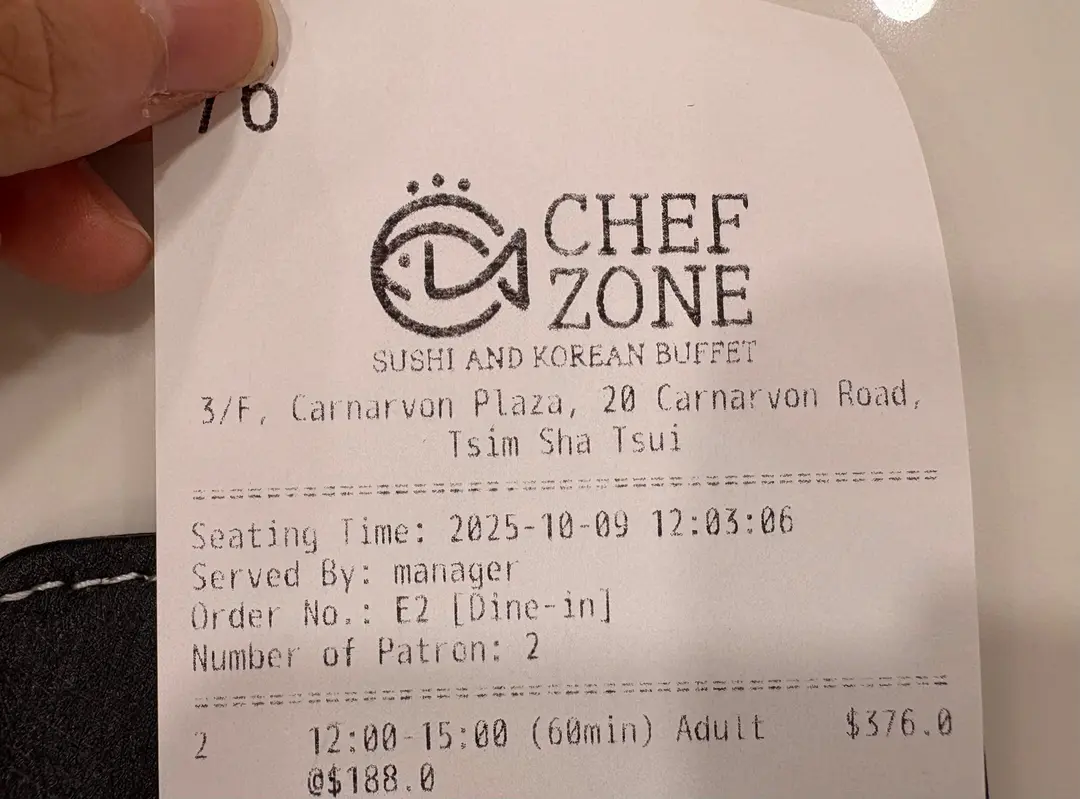 76
CHEF
ZONE
SUSHI AND KOREAN BUFFET
3/F, Carnarvon Plaza, 20 Carnarvon Road,
Tsim Sha Tsui
Seating Time: 2025-10-09 12:03:06
Served By: manager
Order No.: E2 [Dine-in]
Number of Patron: 2
2 12:00-15:00 (60min) Adult $376.0
@$188.0